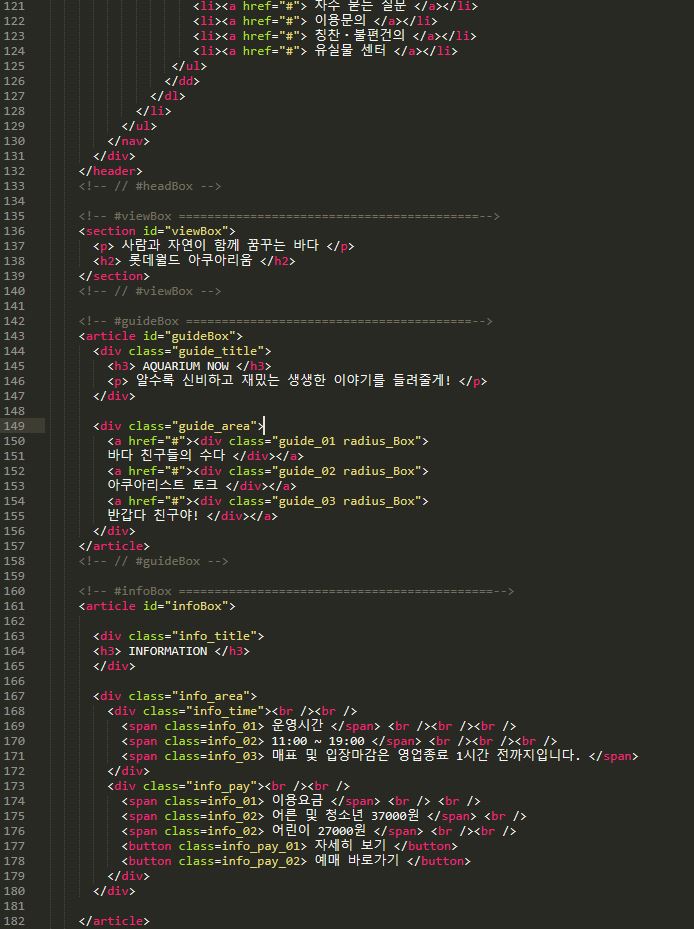 121 <li><a href="#"> 자주 묻는 질문 </a></li>
122 <li><a href="#"> 이용문의 </a></li>
123 <li><a href="#"> 칭찬·불편건의 </a></li>
124 <li><a href="#"> 유실물 센터 </a></li>
125 </ul>
126 </dd>
127 </dl>
128 </li>
129 </ul>
130 </nav>
131 </div>
132 </header>
133 <!-- // #headBox -->
134
135 <!-- #viewBox =========================================-->
136 <section id="viewBox">
137 <p> 사람과 자연이 함께 꿈꾸는 바다 </p>
138 <h2> 롯데월드 아쿠아리움 </h2>
139 </section>
140 <!-- // #viewBox -->
141
142 <!-- #guideBox ========================================-->
143 <article id="guideBox">
144 <div class="guide_title">
145 <h3> AQUARIUM NOW </h3>
146 <p> 알수록 신비하고 재밌는 생생한 이야기를 들려줄게! </p>
147 </div>
148
149 <div class="guide_area">
150 <a href="#"><div class="guide_01 radius_Box">
151 바다 친구들의 수다 </div></a>
152 <a href="#"><div class="guide_02 radius_Box">
153 아쿠아리스트 토크 </div></a>
154 <a href="#"><div class="guide_03 radius_Box">
155 반갑다 친구야! </div></a>
156 </div>
157 </article>
158 <!-- // #guideBox -->
159
160 <!-- #infoBox ============================================-->
161 <article id="infoBox">
162
163 <div class="info_title">
164 <h3> INFORMATION </h3>
165 </div>
166
167 <div class="info_area">
168 <div class="info_time"><br /><br />
169 <span class=info_01> 운영시간 </span> <br /><br /><br />
170 <span class=info_02> 11:00 ~ 19:00 </span> <br /><br /><br />
171 <span class=info_03> 매표 및 입장마감은 영업종료 1시간 전까지입니다. </span>
172 </div>
173 <div class="info_pay"><br /><br />
174 <span class=info_01> 이용요금 </span> <br /> <br />
175 <span class=info_02> 어른 및 청소년 37000원 </span> <br />
176 <span class=info_02> 어린이 27000원 </span> <br /><br />
177 <button class=info_pay_01> 자세히 보기 </button>
178 <button class=info_pay_02> 예매 바로가기 </button>
179 </div>
180 </div>
181
182 </article>